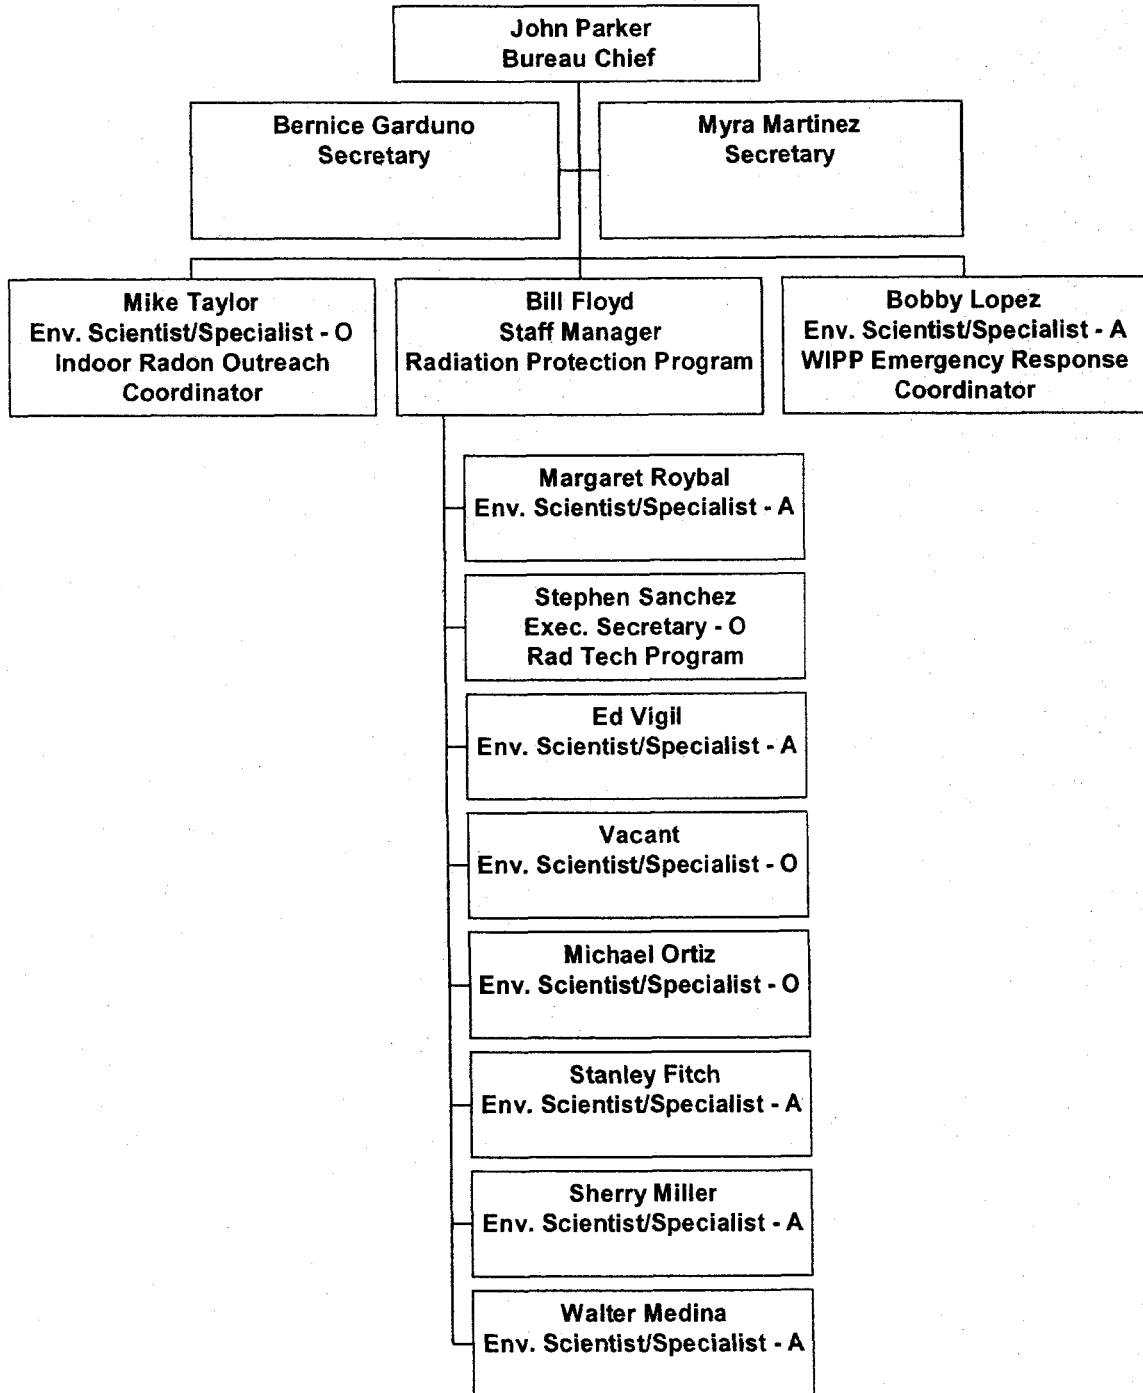 John Parker
Bureau Chief
Bernice Garduno
Secretary
Myra Martinez
Secretary
Mike Taylor
Env. Scientist/Specialist - O
Indoor Radon Outreach
Coordinator
Bill Floyd
Staff Manager
Radiation Protection Program
Bobby Lopez
Env. Scientist/Specialist - A
WIPP Emergency Response
Coordinator
Margaret Roybal
Env. Scientist/Specialist - A
Stephen Sanchez
Exec. Secretary - O
Rad Tech Program
Ed Vigil
Env. Scientist/Specialist - A
Vacant
Env. Scientist/Specialist - O
Michael Ortiz
Env. Scientist/Specialist - O
Stanley Fitch
Env. Scientist/Specialist - A
Sherry Miller
Env. Scientist/Specialist - A
Walter Medina
Env. Scientist/Specialist - A